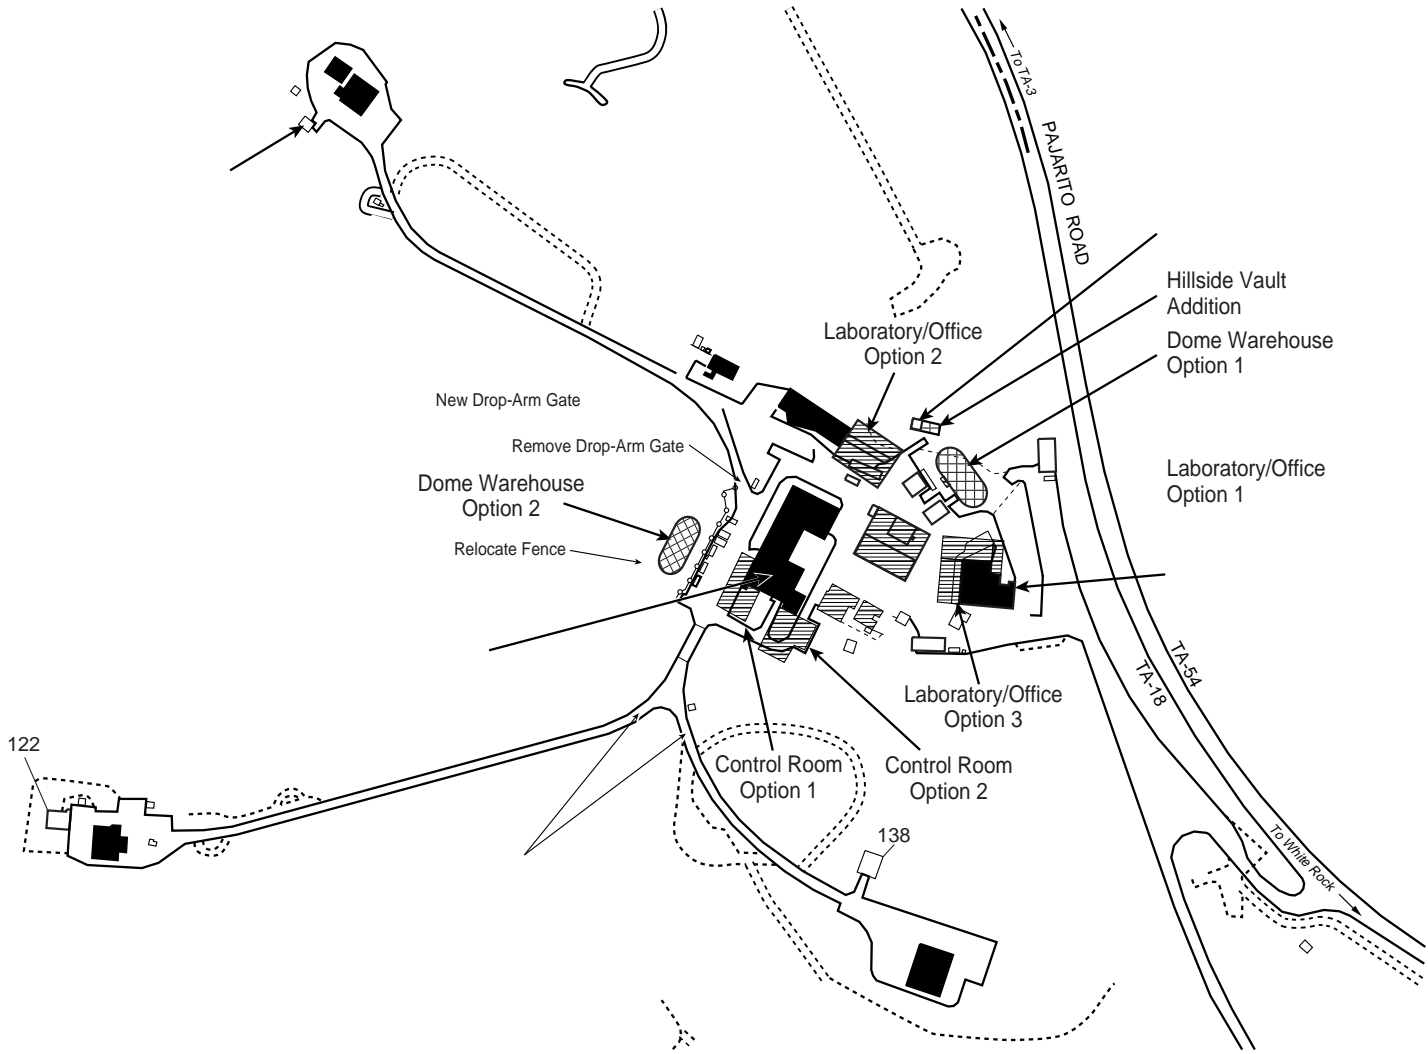 To TA-3
PAJARITO ROAD
Hillside Vault
Addition
Laboratory/Office
Option 2
Dome Warehouse
Option 1
New Drop-Arm Gate
Remove Drop-Arm Gate
Dome Warehouse
Option 2
Laboratory/Office
Option 1
Relocate Fence
TA-54
TA-18
Laboratory/Office
Option 3
122
Control Room
Option 1
Control Room
Option 2
138
To White Rock